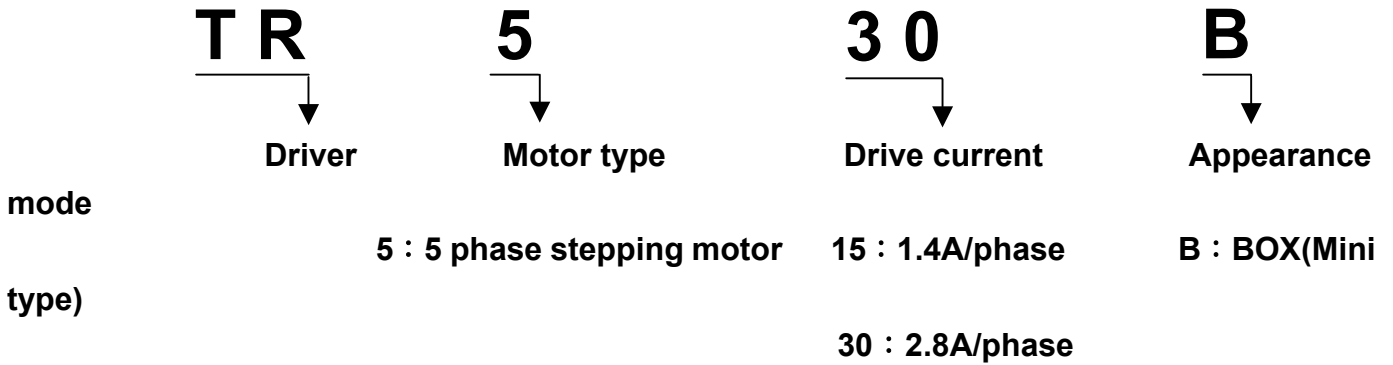 T R 5 3 0 B
Driver Motor type Drive current Appearance
mode
5：5 phase stepping motor 15：1.4A/phase B：BOX(Mini
type)
30：2.8A/phase